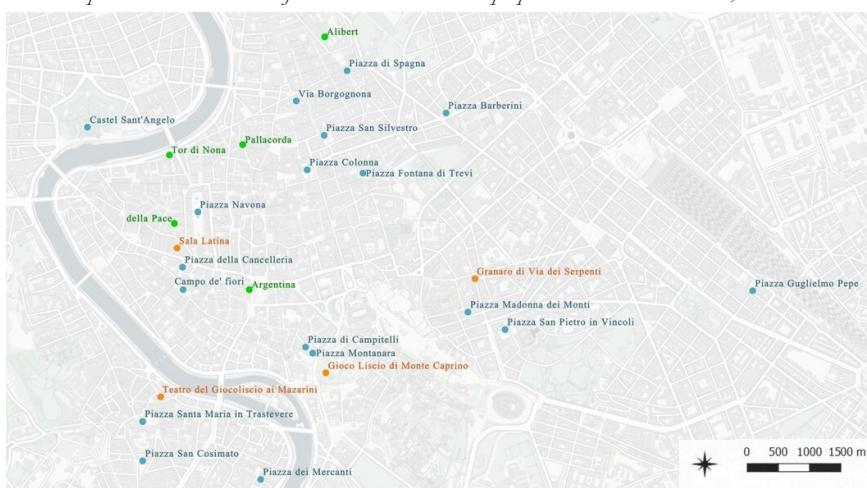 Alibert
Piazza di Spagna
Via Borgognona
Piazza Barberini
Castel Sant'Angelo
Piazza San Silvestro
Pallacorda
Tor di Nona
Piazza Colonna
Piazza Fontana di Trevi
Piazza Navona
della Pace
Sala Latina
Piazza della Cancelleria
Granaro di Via dei Serpenti
Campo de' fiori
Argentina
Piazza Guglielmo Pepe
Piazza Madonna dei Monti
Piazza San Pietro in Vincoli
Piazza di Campitelli
Piazza Montanara
Gioco Liscio di Monte Caprino
Teatro del Giocoliscio ai Mazarini
Piazza Santa Maria in Trastevere
Piazza San Cosimato
Piazza dei Mercanti
0 500 1000 1500 m